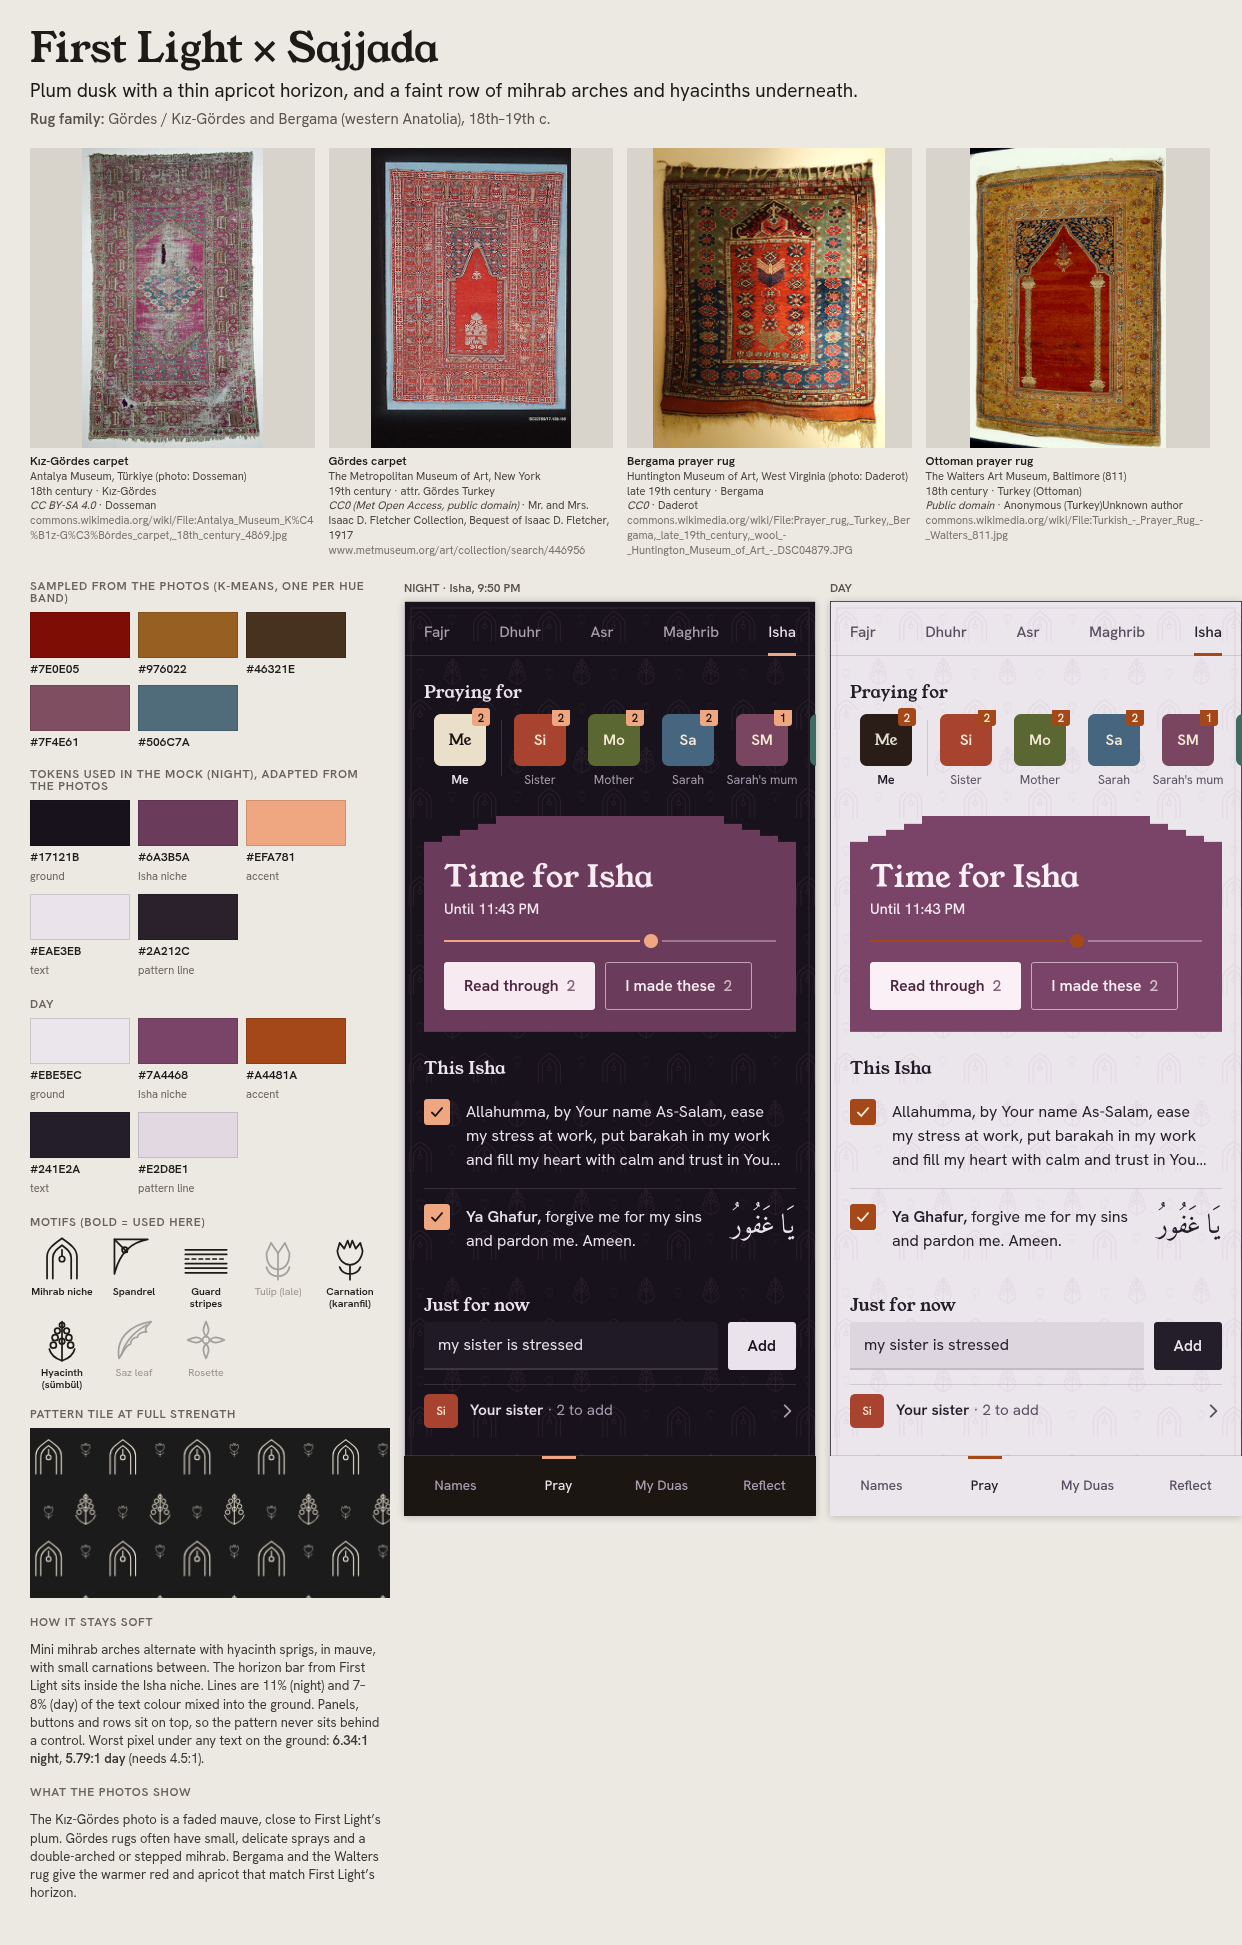 First Light × Sajjada
Plum dusk with a thin apricot horizon, and a faint row of mihrab arches and hyacinths underneath.
Rug family: Gördes / Kız-Gördes and Bergama (western Anatolia), 18th–19th c.
Kız-Gördes carpet
Antalya Museum, Türkiye (photo: Dosseman)
18th century · Kız-Gördes
CC BY-SA 4.0 · Dosseman
commons.wikimedia.org/wiki/File:Antalya_Museum_K%C4
%B1z-G%C3%B6rdes_carpet,_18th_century_4869.jpg
Gördes carpet
The Metropolitan Museum of Art, New York
19th century · attr. Gördes Turkey
CC0 (Met Open Access, public domain) · Mr. and Mrs.
Isaac D. Fletcher Collection, Bequest of Isaac D. Fletcher,
1917
www.metmuseum.org/art/collection/search/446956
Bergama prayer rug
Huntington Museum of Art, West Virginia (photo: Daderot)
late 19th century · Bergama
CC0 · Daderot
commons.wikimedia.org/wiki/File:Prayer_rug,_Turkey,_Ber
gama,_late_19th_century,_wool_-
_Huntington_Museum_of_Art_-_DSC04879.JPG
Ottoman prayer rug
The Walters Art Museum, Baltimore (811)
18th century · Turkey (Ottoman)
Public domain · Anonymous (Turkey)Unknown author
commons.wikimedia.org/wiki/File:Turkish_-_Prayer_Rug_-
_Walters_811.jpg
SAMPLED FROM THE PHOTOS (K-MEANS, ONE PER HUE
BAND)
#7E0E05 #976022 #46321E
#7F4E61 #506C7A
TOKENS USED IN THE MOCK (NIGHT), ADAPTED FROM
THE PHOTOS
#17121B #6A3B5A #EFA781
ground Isha niche accent
#EAE3EB #2A212C
text pattern line
DAY
#EBE5EC #7A4468 #A4481A
ground Isha niche accent
#241E2A #E2D8E1
text pattern line
MOTIFS (BOLD = USED HERE)
Mihrab niche Spandrel Guard
stripes Tulip (lale) Carnation
(karanfil)
Hyacinth
(sümbül) Saz leaf Rosette
PATTERN TILE AT FULL STRENGTH
HOW IT STAYS SOFT
Mini mihrab arches alternate with hyacinth sprigs, in mauve,
with small carnations between. The horizon bar from First
Light sits inside the Isha niche. Lines are 11% (night) and 7–
8% (day) of the text colour mixed into the ground. Panels,
buttons and rows sit on top, so the pattern never sits behind
a control. Worst pixel under any text on the ground: 6.34:1
night, 5.79:1 day (needs 4.5:1).
WHAT THE PHOTOS SHOW
The Kız-Gördes photo is a faded mauve, close to First Light’s
plum. Gördes rugs often have small, delicate sprays and a
double-arched or stepped mihrab. Bergama and the Walters
rug give the warmer red and apricot that match First Light’s
horizon.
NIGHT · Isha, 9:50 PM
Fajr Dhuhr Asr Maghrib Isha
Praying for
Me 2 Si 2 Mo 2 Sa 2 SM 1
Me Sister Mother Sarah Sarah's mum
Time for Isha
Until 11:43 PM
Read through 2 I made these 2
This Isha
Allahumma, by Your name As-Salam, ease
my stress at work, put barakah in my work
and fill my heart with calm and trust in You…
Ya Ghafur, forgive me for my sins
and pardon me. Ameen.
يَا غَفُورُ
Just for now
my sister is stressed Add
Si Your sister · 2 to add
Names Pray My Duas Reflect
DAY
Fajr Dhuhr Asr Maghrib Isha
Praying for
Me 2 Si 2 Mo 2 Sa 2 SM 1
Me Sister Mother Sarah Sarah's mum
Time for Isha
Until 11:43 PM
Read through 2 I made these 2
This Isha
Allahumma, by Your name As-Salam, ease
my stress at work, put barakah in my work
and fill my heart with calm and trust in You…
Ya Ghafur, forgive me for my sins
and pardon me. Ameen.
يَا غَفُورُ
Just for now
my sister is stressed Add
Si Your sister · 2 to add
Names Pray My Duas Reflect